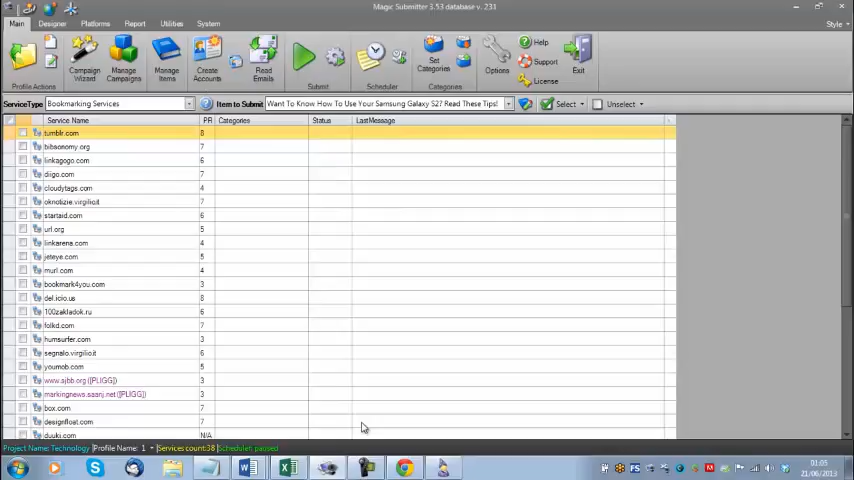 Magic Submitter 3.53 database v. 231
Main Designer Platforms Report Utilities System Style
Profile Actions
Campaign Wizard
Manage Campaigns
Manage Items
Create Accounts
Read Emails
Submit
Scheduler
Set Categories
Categories
Options
Help
Support
License
Exit
ServiceType Bookmarking Services Item to Submit Want To Know How To Use Your Samsung Galaxy S2? Read These Tips! Select Unselect
Service Name PR Categories Status LastMessage
tumblr.com 8
bibsonomy.org 7
linkagogo.com 6
diigo.com 7
cloudytags.com 4
oknotizie.virgilio.it 7
startaid.com 6
url.org 7
linkarena.com 4
jeteye.com 5
murl.com 4
bookmark4you.com 3
del.icio.us 8
100zakladok.ru 6
folkd.com 7
humsurfer.com 3
segnalo.virgilio.it 6
youmob.com 5
www.sjbb.org ([PLIGG]) 3
markingnews.saanj.net ([PLIGG]) 3
box.com 7
designfloat.com 7
duuki.com N/A
Project Name: Technology Profile Name: 1 Services count:38 Scheduler: paused
01:05
21/06/2013